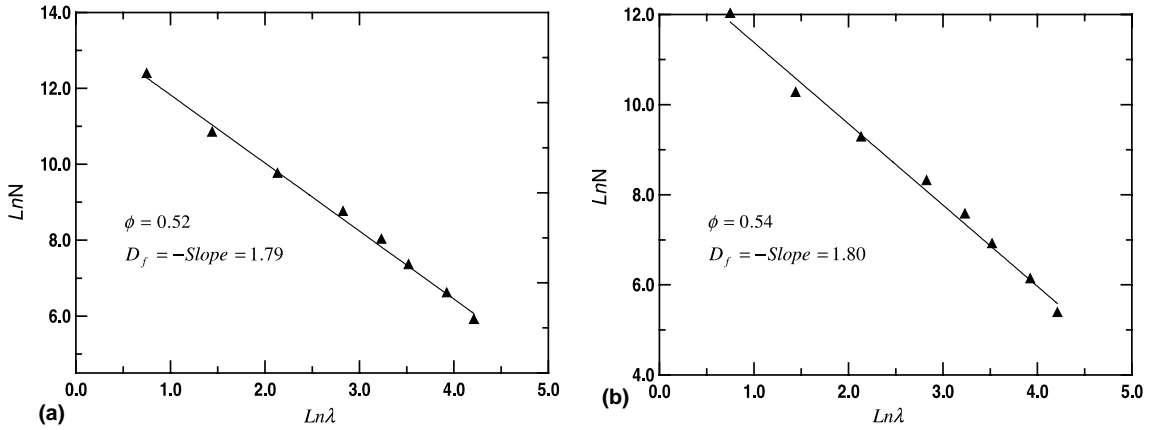 14.0
12.0
10.0
8.0
6.0
LnN
ϕ = 0.52
D_f = −Slope = 1.79
0.0 1.0 2.0 3.0 4.0 5.0
(a)
Lnλ
12.0
10.0
8.0
6.0
4.0
LnN
ϕ = 0.54
D_f = −Slope = 1.80
0.0 1.0 2.0 3.0 4.0 5.0
(b)
Lnλ